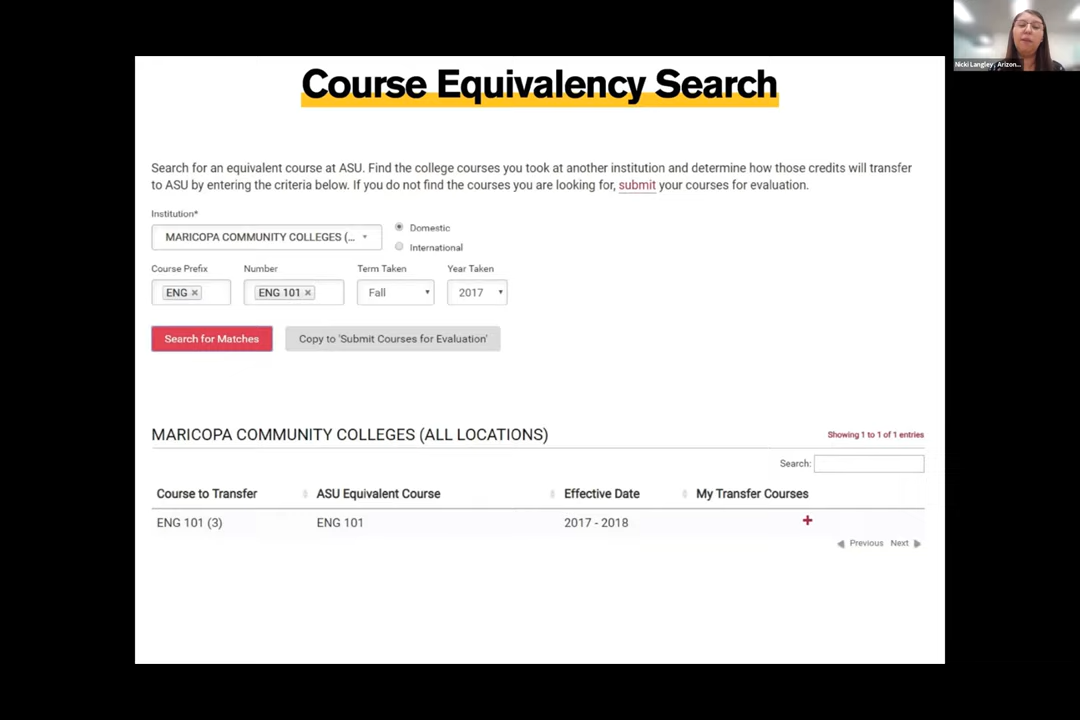 Nicki Langley, Arizon...
Course Equivalency Search
Search for an equivalent course at ASU. Find the college courses you took at another institution and determine how those credits will transfer
to ASU by entering the criteria below. If you do not find the courses you are looking for, submit your courses for evaluation.
Institution*
MARICOPA COMMUNITY COLLEGES (...
Domestic
International
Course Prefix Number Term Taken Year Taken
ENG × ENG 101 × Fall 2017
Search for Matches Copy to 'Submit Courses for Evaluation'
MARICOPA COMMUNITY COLLEGES (ALL LOCATIONS) Showing 1 to 1 of 1 entries
Search:
Course to Transfer ASU Equivalent Course Effective Date My Transfer Courses
ENG 101 (3) ENG 101 2017 - 2018 +
Previous Next